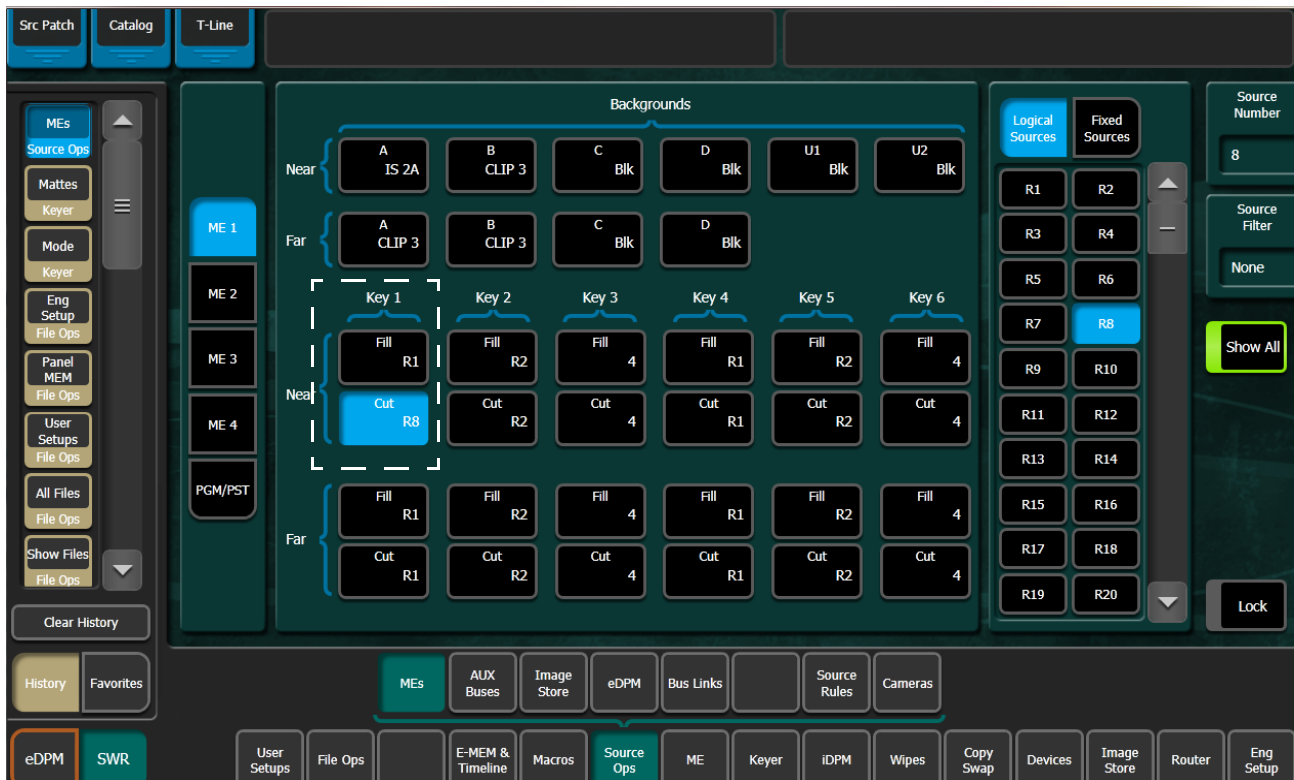 Src Patch
Catalog
T-Line
MEs
Source Ops
Mattes
Keyer
Mode
Keyer
Eng
Setup
File Ops
Panel
MEM
File Ops
User
Setups
File Ops
All Files
File Ops
Show Files
File Ops
Clear History
History
Favorites
eDPM
SWR
ME 1
ME 2
ME 3
ME 4
PGM/PST
Backgrounds
Near
A
IS 2A
B
CLIP 3
C
Blk
D
Blk
U1
Blk
U2
Blk
Far
A
CLIP 3
B
CLIP 3
C
Blk
D
Blk
Key 1
Key 2
Key 3
Key 4
Key 5
Key 6
Near
Fill
R1
Fill
R2
Fill
4
Fill
R1
Fill
R2
Fill
4
Cut
R8
Cut
R2
Cut
4
Cut
R1
Cut
R2
Cut
4
Far
Fill
R1
Fill
R2
Fill
4
Fill
R1
Fill
R2
Fill
4
Cut
R1
Cut
R2
Cut
4
Cut
R1
Cut
R2
Cut
4
Logical
Sources
Fixed
Sources
R1
R2
R3
R4
R5
R6
R7
R8
R9
R10
R11
R12
R13
R14
R15
R16
R17
R18
R19
R20
Source
Number
8
Source
Filter
None
Show All
Lock
MEs
AUX
Buses
Image
Store
eDPM
Bus Links
Source
Rules
Cameras
User
Setups
File Ops
E-MEM &
Timeline
Macros
Source
Ops
ME
Keyer
iDPM
Wipes
Copy
Swap
Devices
Image
Store
Router
Eng
Setup